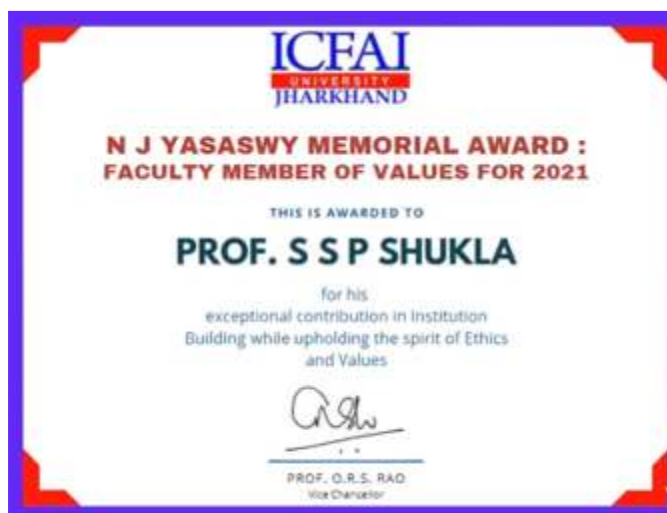 ICFAI
UNIVERSITY
JHARKHAND
N J YASASWY MEMORIAL AWARD :
FACULTY MEMBER OF VALUES FOR 2021
THIS IS AWARDED TO
PROF. S S P SHUKLA
for his
exceptional contribution in Institution
Building while upholding the spirit of Ethics
and Values
PROF. O.R.S. RAO
Vice Chancellor